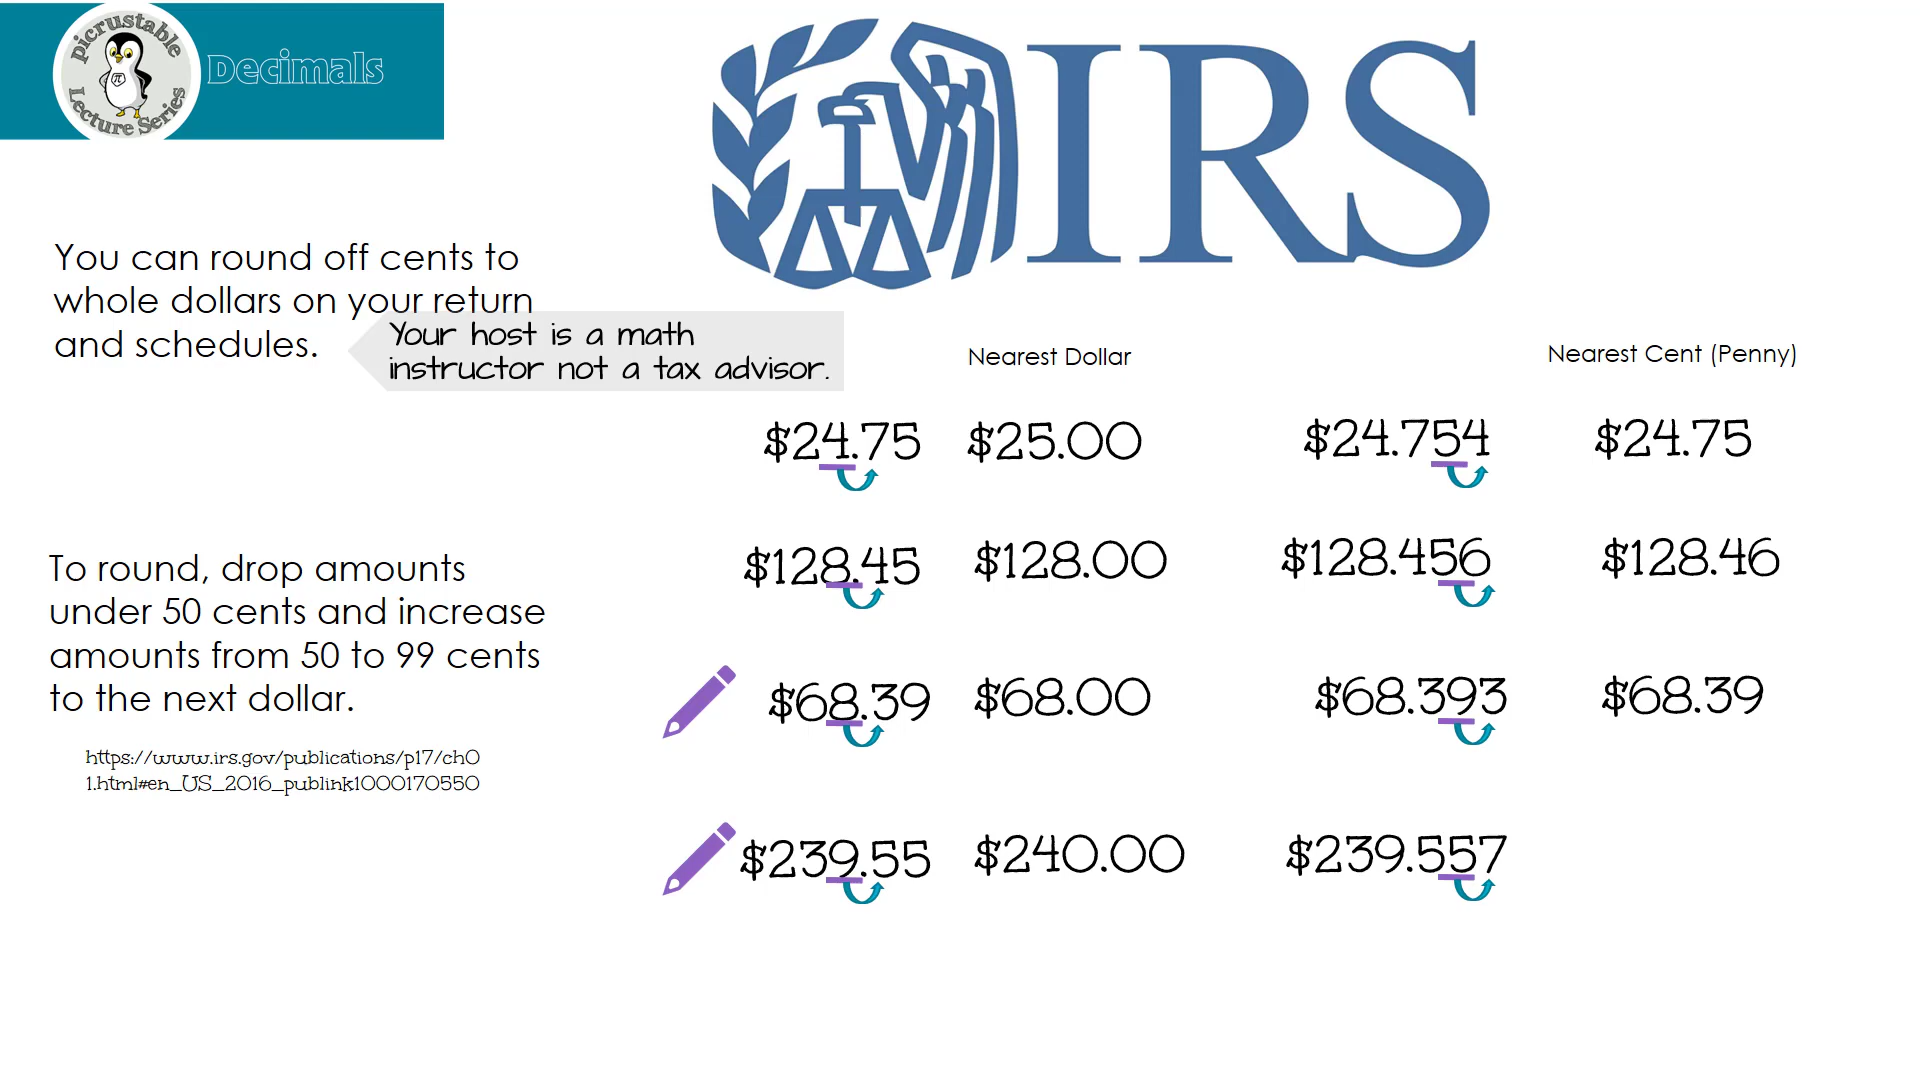 picrustable
Lecture Series
π
Decimals
IRS
You can round off cents to
whole dollars on your return
and schedules.
Your host is a math
instructor not a tax advisor.
Nearest Dollar
Nearest Cent (Penny)
$24.75 $25.00 $24.754 $24.75
$128.45 $128.00 $128.456 $128.46
To round, drop amounts
under 50 cents and increase
amounts from 50 to 99 cents
to the next dollar.
$68.39 $68.00 $68.393 $68.39
https://www.irs.gov/publications/p17/ch0
1.html#en_US_2016_publink1000170550
$239.55 $240.00 $239.557